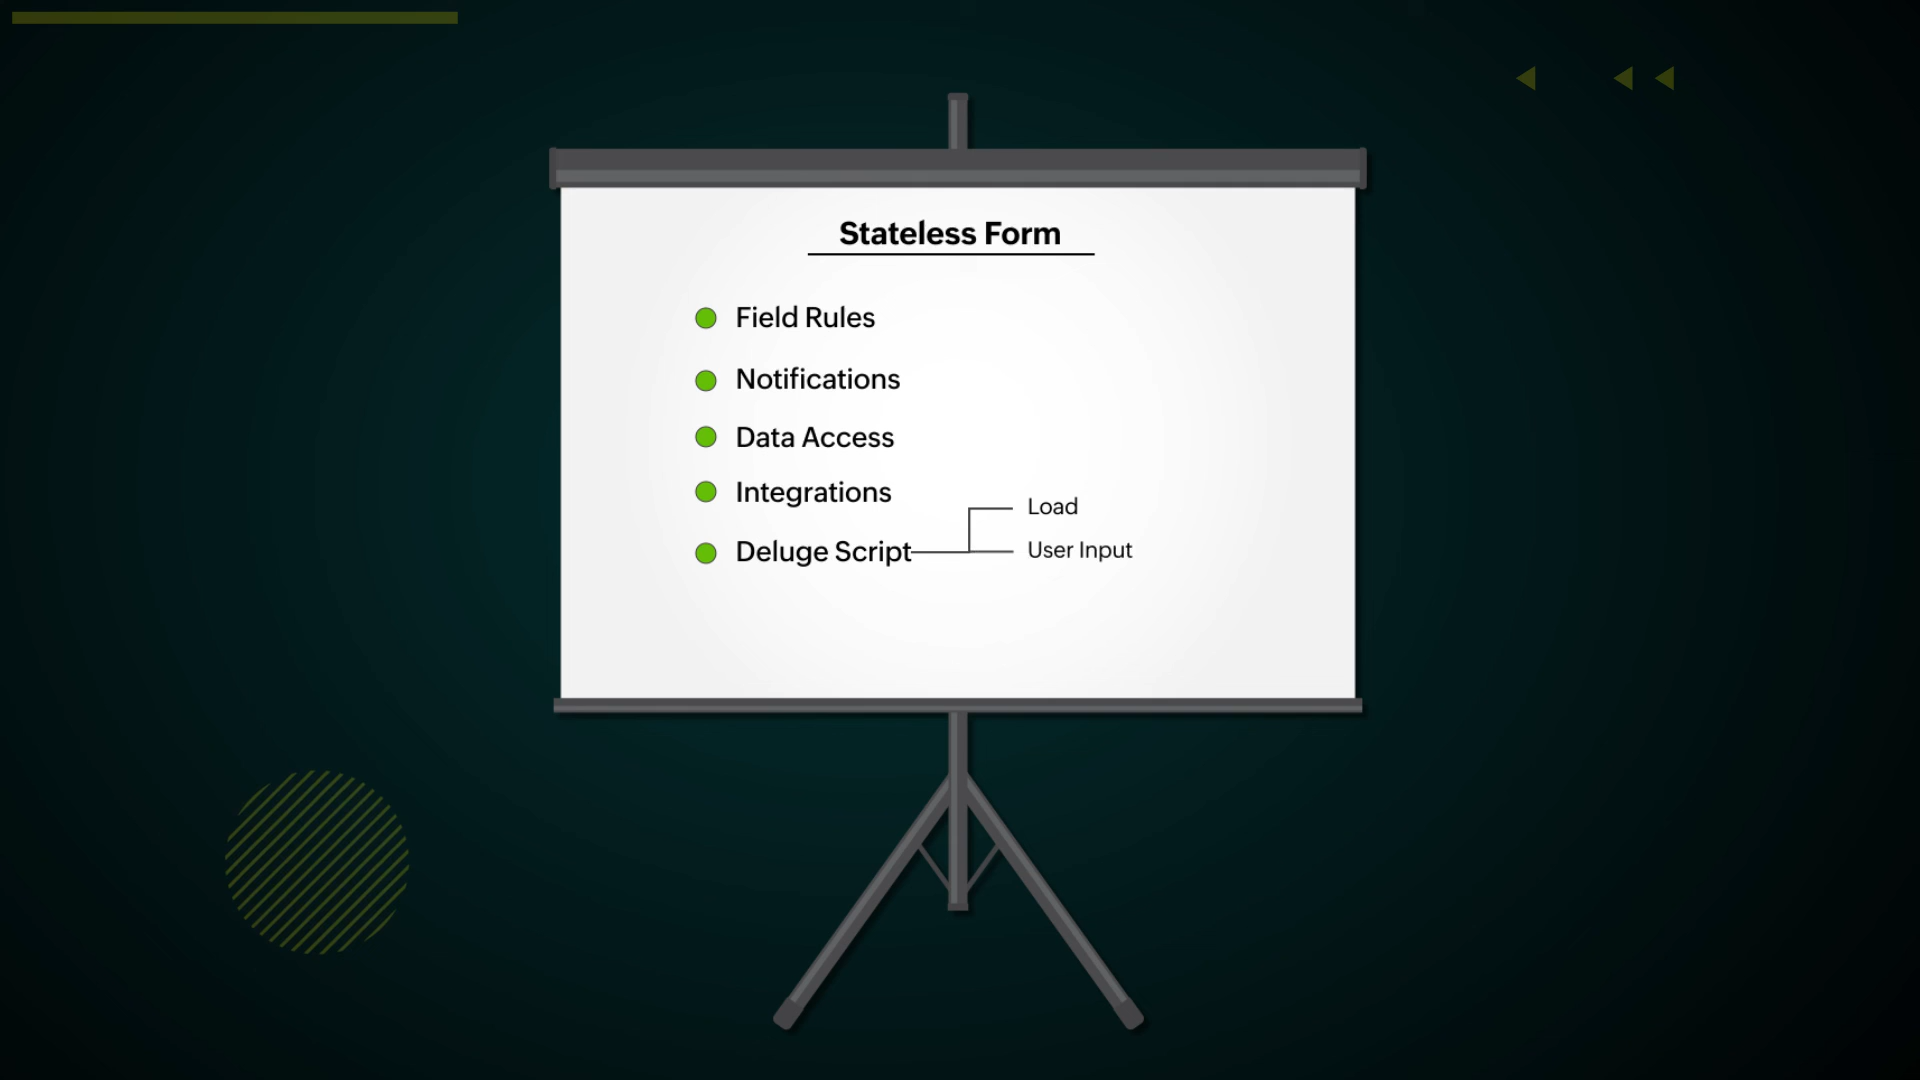 Stateless Form
Field Rules
Notifications
Data Access
Integrations
Load
Deluge Script
User Input